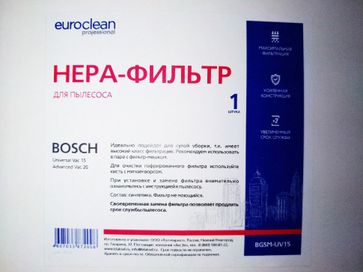 euroclean
professional
HEPA-ФИЛЬТР
ДЛЯ ПЫЛЕСОСА
1
ШТУКА
МАКСИМАЛЬНАЯ
ФИЛЬТРАЦИЯ
УСИЛЕННАЯ
КОНСТРУКЦИЯ
УВЕЛИЧЕННЫЙ
СРОК СЛУЖБЫ
BOSCH
Universal Vac 15
Advanced Vac 20
Идеально подойдет для сухой уборки, т.к. имеет
высокий класс фильтрации. Рекомендуем использовать
в паре с фильтр-мешком.
Для очистки гофрированного фильтра используйте
кисть с мягким ворсом.
При установке и замене фильтра внимательно
ознакомьтесь с инструкцией к пылесосу.
Состав: синтетика. Фильтр не моющийся.
Своевременная замена фильтра позволяет продлить
срок службы пылесоса.
BGSM-UV15